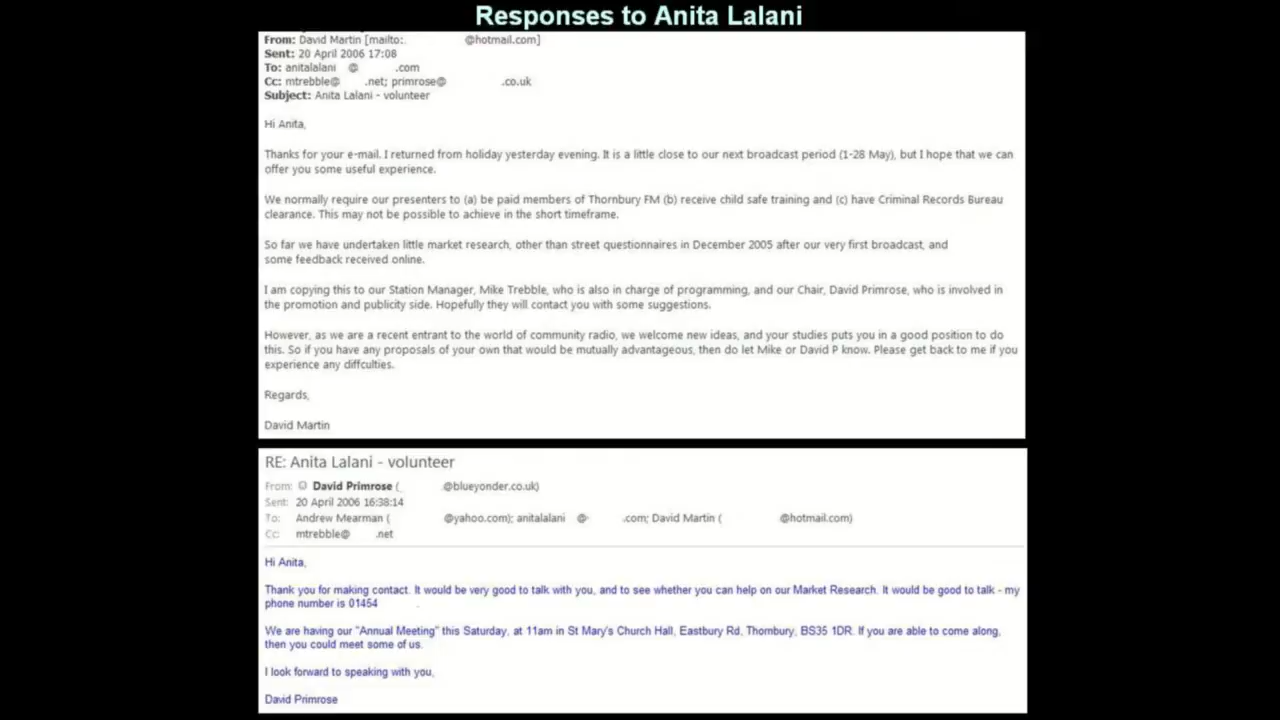 Responses to Anita Lalani
From: David Martin [mailto: @hotmail.com]
Sent: 20 April 2006 17:08
To: anitalalani @ .com
Cc: mtrebble@ .net; primrose@ .co.uk
Subject: Anita Lalani - volunteer
Hi Anita,
Thanks for your e-mail. I returned from holiday yesterday evening. It is a little close to our next broadcast period (1-28 May), but I hope that we can
offer you some useful experience.
We normally require our presenters to (a) be paid members of Thornbury FM (b) receive child safe training and (c) have Criminal Records Bureau
clearance. This may not be possible to achieve in the short timeframe.
So far we have undertaken little market research, other than street questionnaires in December 2005 after our very first broadcast, and
some feedback received online.
I am copying this to our Station Manager, Mike Trebble, who is also in charge of programming, and our Chair, David Primrose, who is involved in
the promotion and publicity side. Hopefully they will contact you with some suggestions.
However, as we are a recent entrant to the world of community radio, we welcome new ideas, and your studies puts you in a good position to do
this. So if you have any proposals of your own that would be mutually advantageous, then do let Mike or David P know. Please get back to me if you
experience any diffculties.
Regards,
David Martin
RE: Anita Lalani - volunteer
From: David Primrose ( @blueyonder.co.uk)
Sent: 20 April 2006 16:38:14
To: Andrew Mearman ( @yahoo.com); anitalalani @ .com; David Martin ( @hotmail.com)
Cc: mtrebble@ .net
Hi Anita,
Thank you for making contact. It would be very good to talk with you, and to see whether you can help on our Market Research. It would be good to talk - my
phone number is 01454 .
We are having our "Annual Meeting" this Saturday, at 11am in St Mary's Church Hall, Eastbury Rd, Thornbury, BS35 1DR. If you are able to come along,
then you could meet some of us.
I look forward to speaking with you,
David Primrose